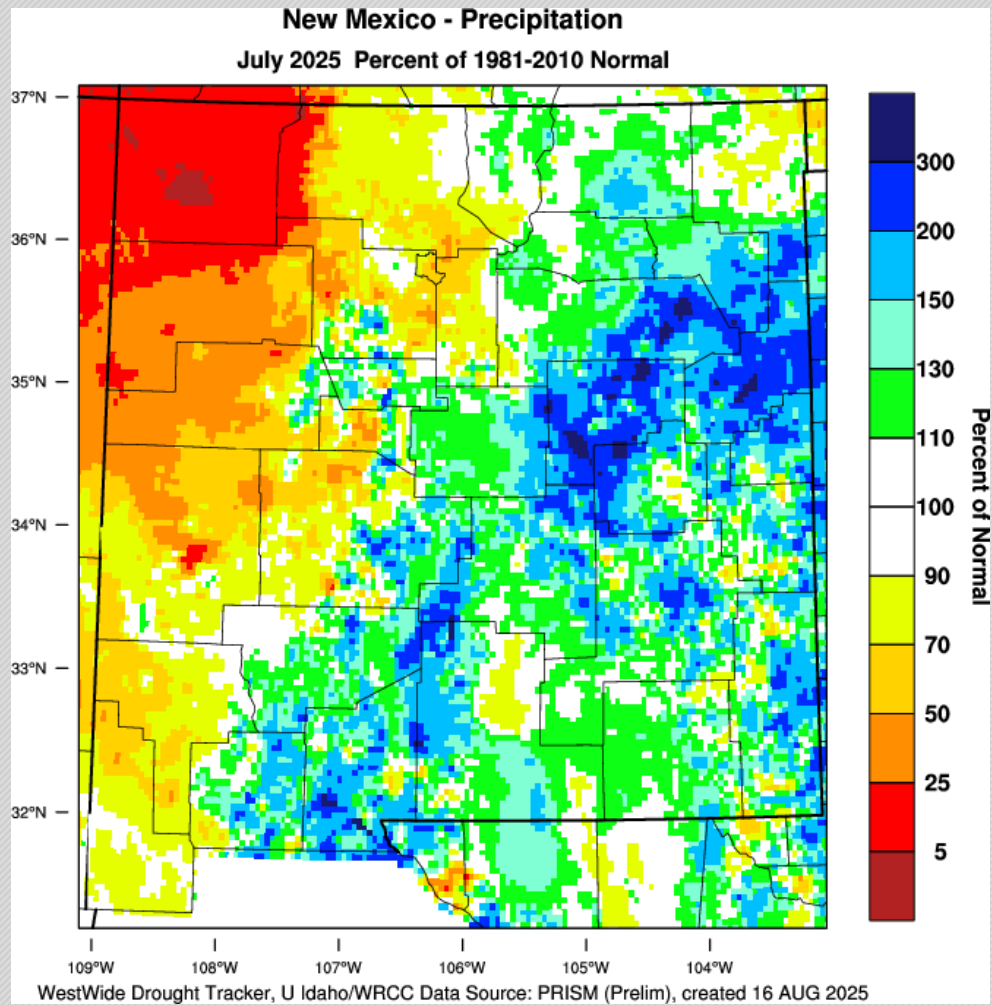 New Mexico - Precipitation
July 2025 Percent of 1981-2010 Normal
37°N
36°N
35°N
34°N
33°N
32°N
109°W 108°W 107°W 106°W 105°W 104°W
300
200
150
130
110
100
90
70
50
25
5
Percent of Normal
WestWide Drought Tracker, U Idaho/WRCC Data Source: PRISM (Prelim), created 16 AUG 2025